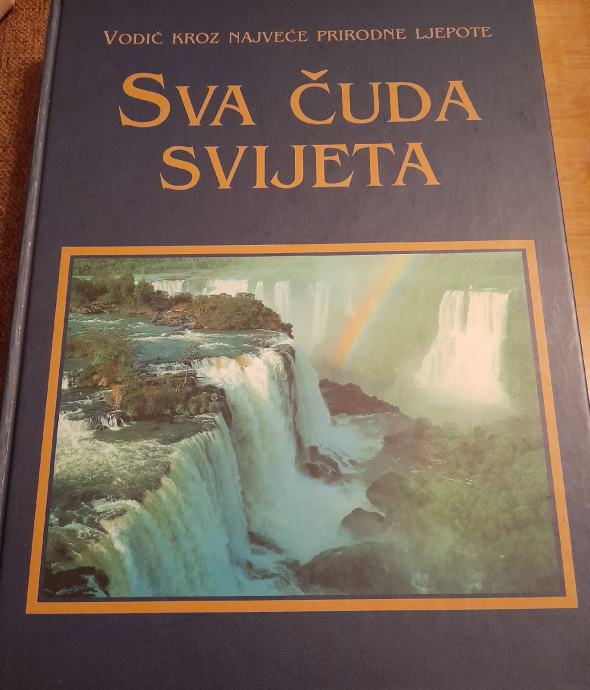 Vodič kroz najveće prirodne ljepote
Sva čuda
svijeta